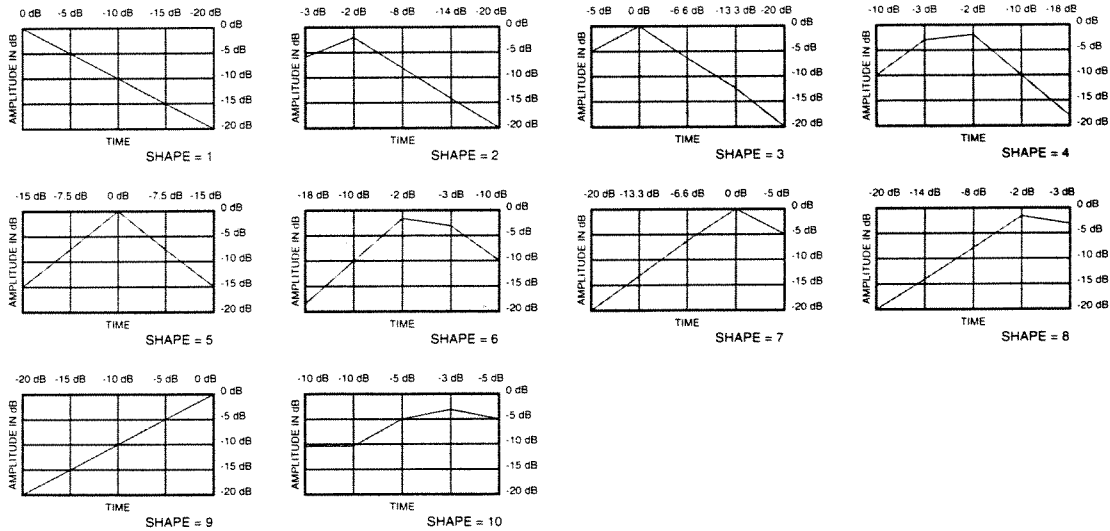 0 dB -5 dB -10 dB -15 dB -20 dB
AMPLITUDE IN dB
0 dB
-5 dB
-10 dB
-15 dB
-20 dB
TIME
SHAPE = 1
-3 dB -2 dB -8 dB -14 dB -20 dB
AMPLITUDE IN dB
0 dB
-5 dB
-10 dB
-15 dB
-20 dB
TIME
SHAPE = 2
-5 dB 0 dB -6.6 dB -13.3 dB -20 dB
AMPLITUDE IN dB
0 dB
-5 dB
-10 dB
-15 dB
-20 dB
TIME
SHAPE = 3
-10 dB -3 dB -2 dB -10 dB -18 dB
AMPLITUDE IN dB
0 dB
-5 dB
-10 dB
-15 dB
-20 dB
TIME
SHAPE = 4
-15 dB -7.5 dB 0 dB -7.5 dB -15 dB
AMPLITUDE IN dB
0 dB
-5 dB
-10 dB
-15 dB
-20 dB
TIME
SHAPE = 5
-18 dB -10 dB -2 dB -3 dB -10 dB
AMPLITUDE IN dB
0 dB
-5 dB
-10 dB
-15 dB
-20 dB
TIME
SHAPE = 6
-20 dB -13.3 dB -6.6 dB 0 dB -5 dB
AMPLITUDE IN dB
0 dB
-5 dB
-10 dB
-15 dB
-20 dB
TIME
SHAPE = 7
-20 dB -14 dB -8 dB -2 dB -3 dB
AMPLITUDE IN dB
0 dB
-5 dB
-10 dB
-15 dB
-20 dB
TIME
SHAPE = 8
-20 dB -15 dB -10 dB -5 dB 0 dB
AMPLITUDE IN dB
0 dB
-5 dB
-10 dB
-15 dB
-20 dB
TIME
SHAPE = 9
-10 dB -10 dB -5 dB -3 dB -5 dB
AMPLITUDE IN dB
0 dB
-5 dB
-10 dB
-15 dB
-20 dB
TIME
SHAPE = 10